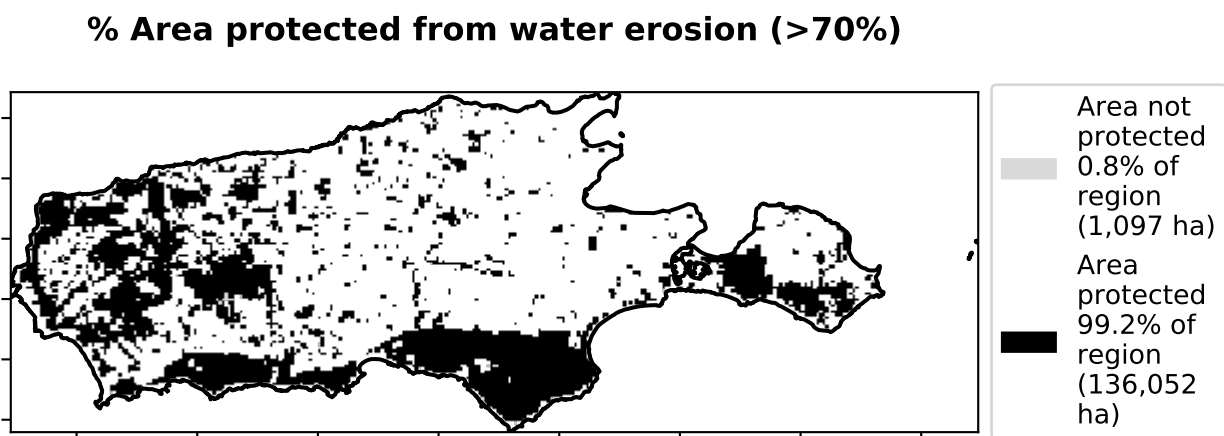 % Area protected from water erosion (>70%)
Area not
protected
0.8% of
region
(1,097 ha)
Area
protected
99.2% of
region
(136,052
ha)